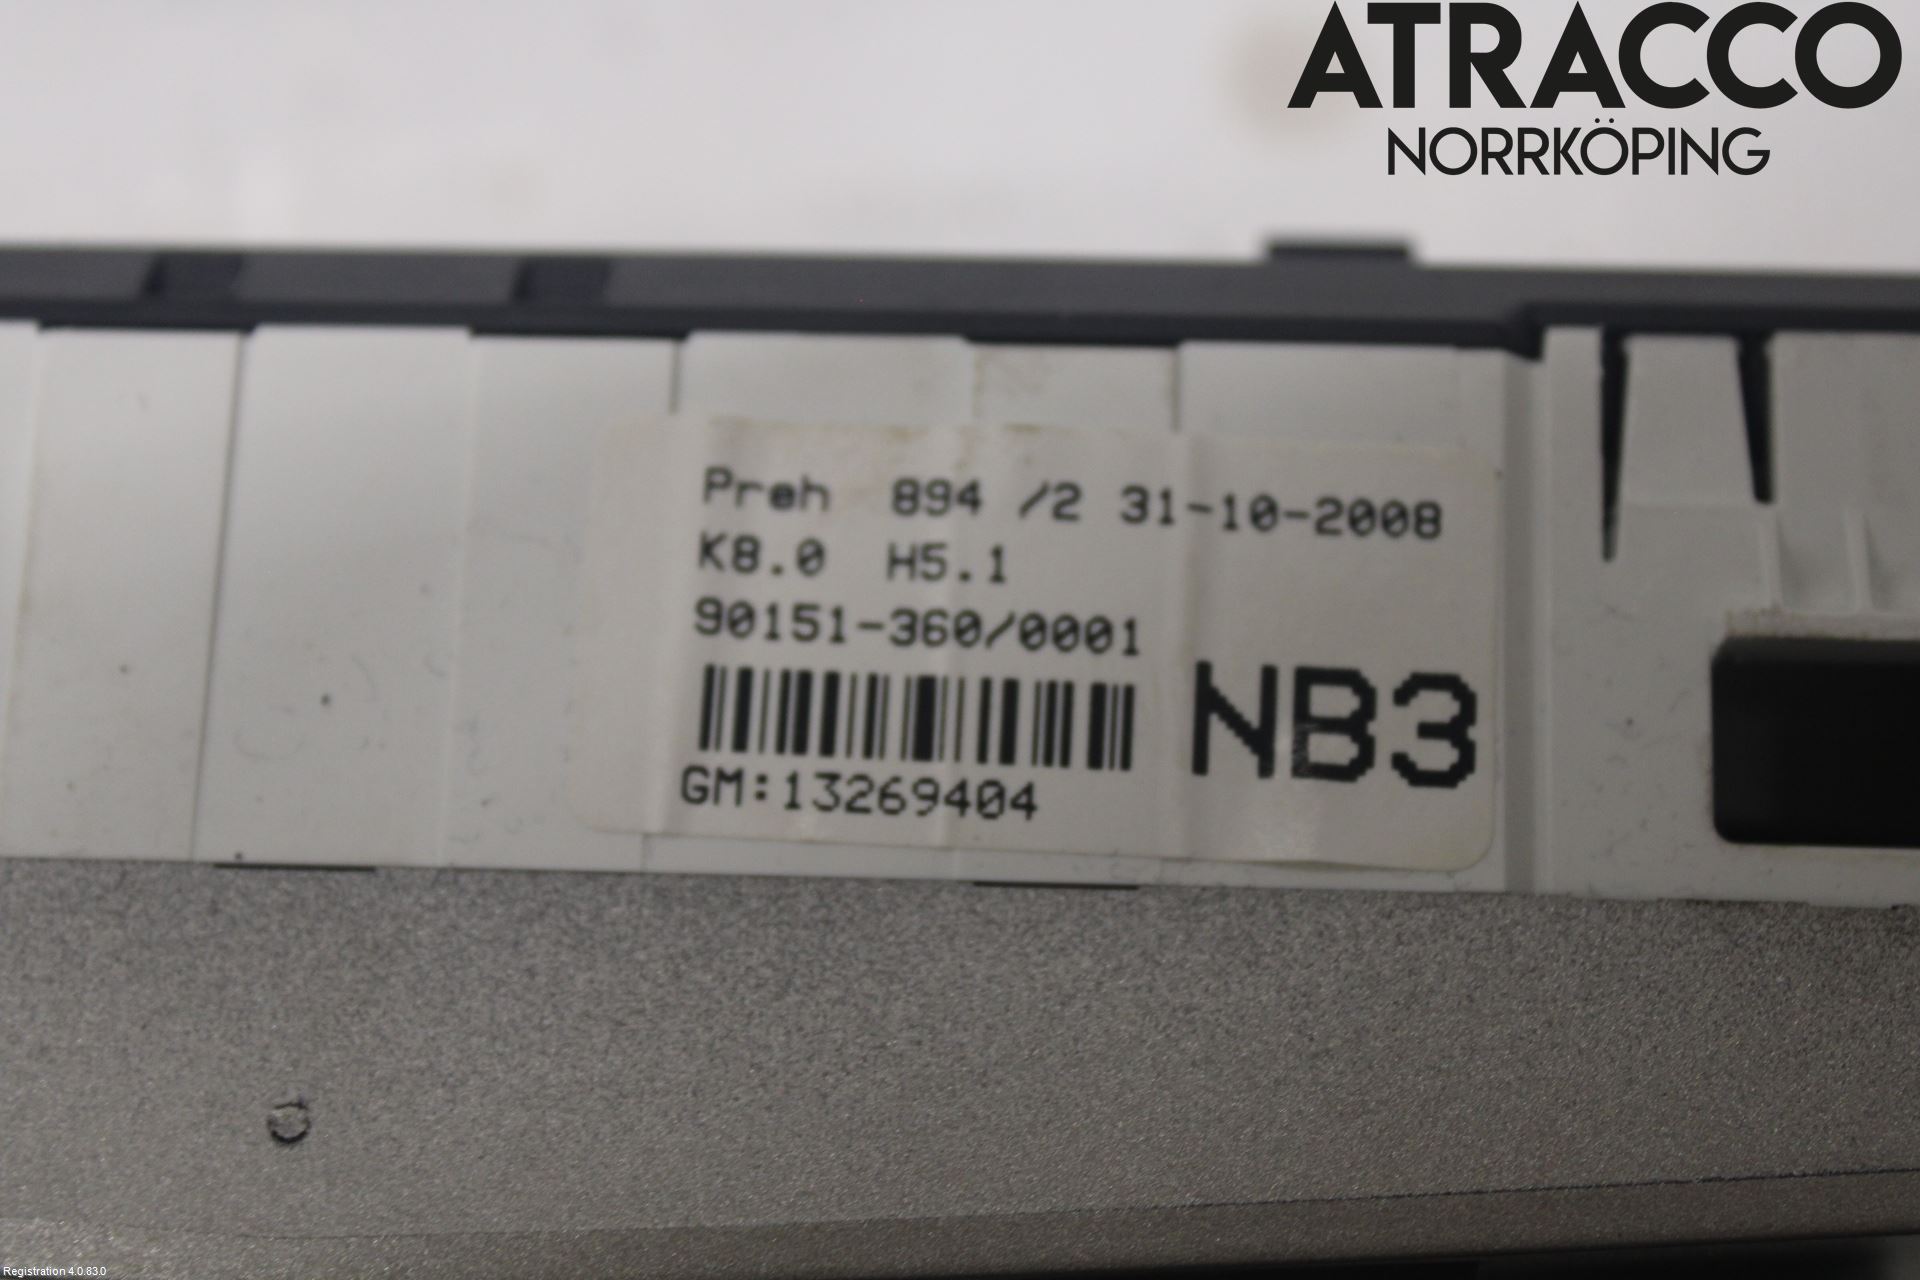 ATRACCO
NORRKÖPING
Preh 894 /2 31-10-2008
K8.0 H5.1
90151-360/0001
NB3
GM:13269404
Registration 4.0.83.0